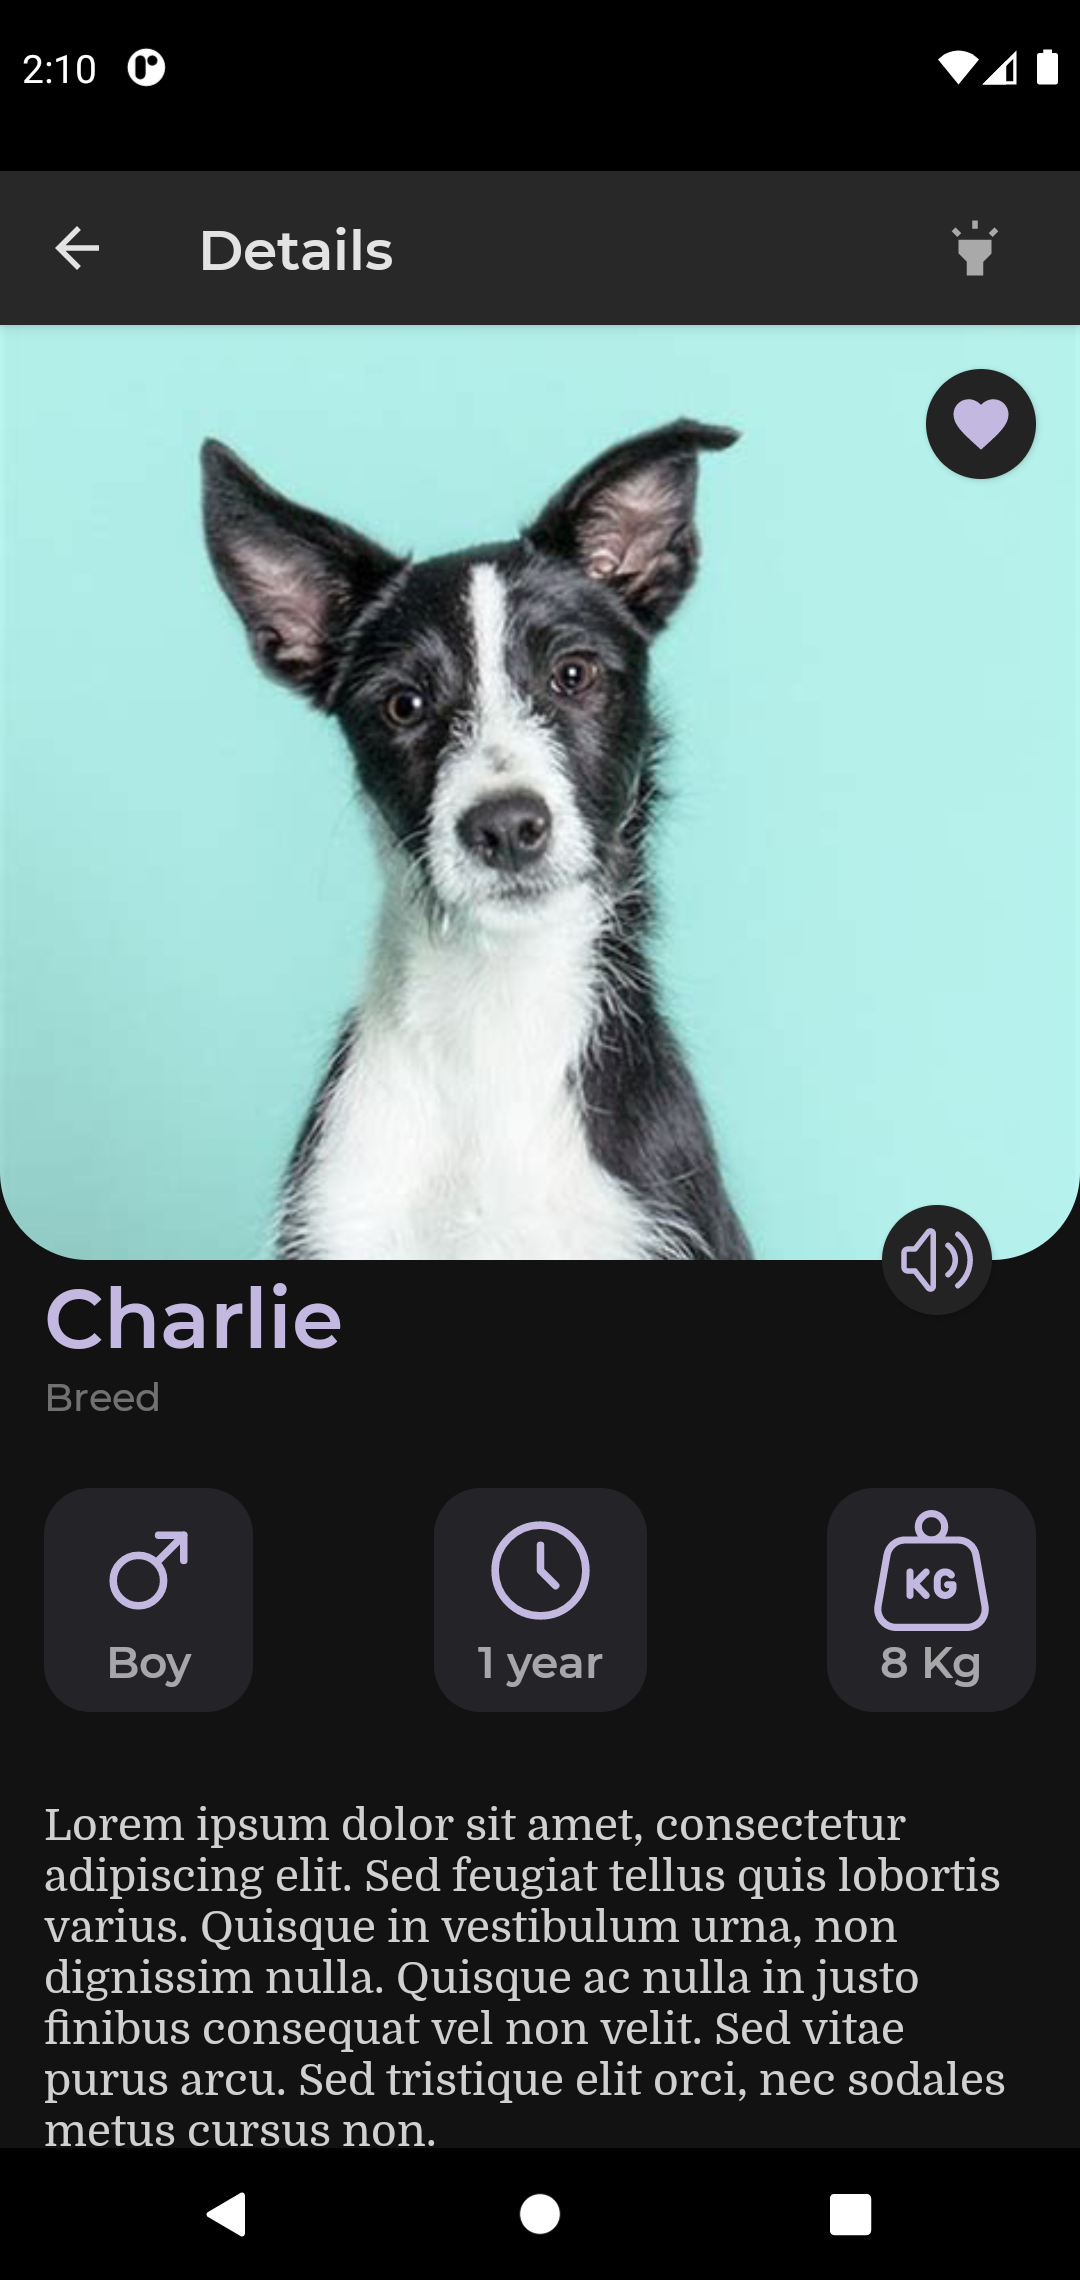 2:10
Details
Charlie
Breed
KG
Boy
1 year
8 Kg
Lorem ipsum dolor sit amet, consectetur
adipiscing elit. Sed feugiat tellus quis lobortis
varius. Quisque in vestibulum urna, non
dignissim nulla. Quisque ac nulla in justo
finibus consequat vel non velit. Sed vitae
purus arcu. Sed tristique elit orci, nec sodales
metus cursus non.